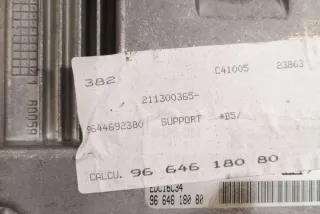 382 C41005 23863
211300365-
9644692380 SUPPORT *B5/
CALCU. 96 646 180 80
EDC16C34
96 646 180 80